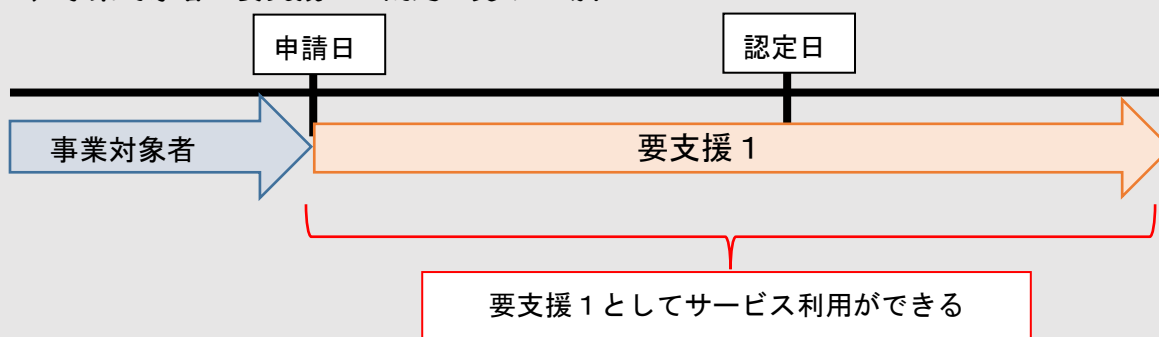 申請日
認定日
事業対象者
要支援１
要支援１としてサービス利用ができる